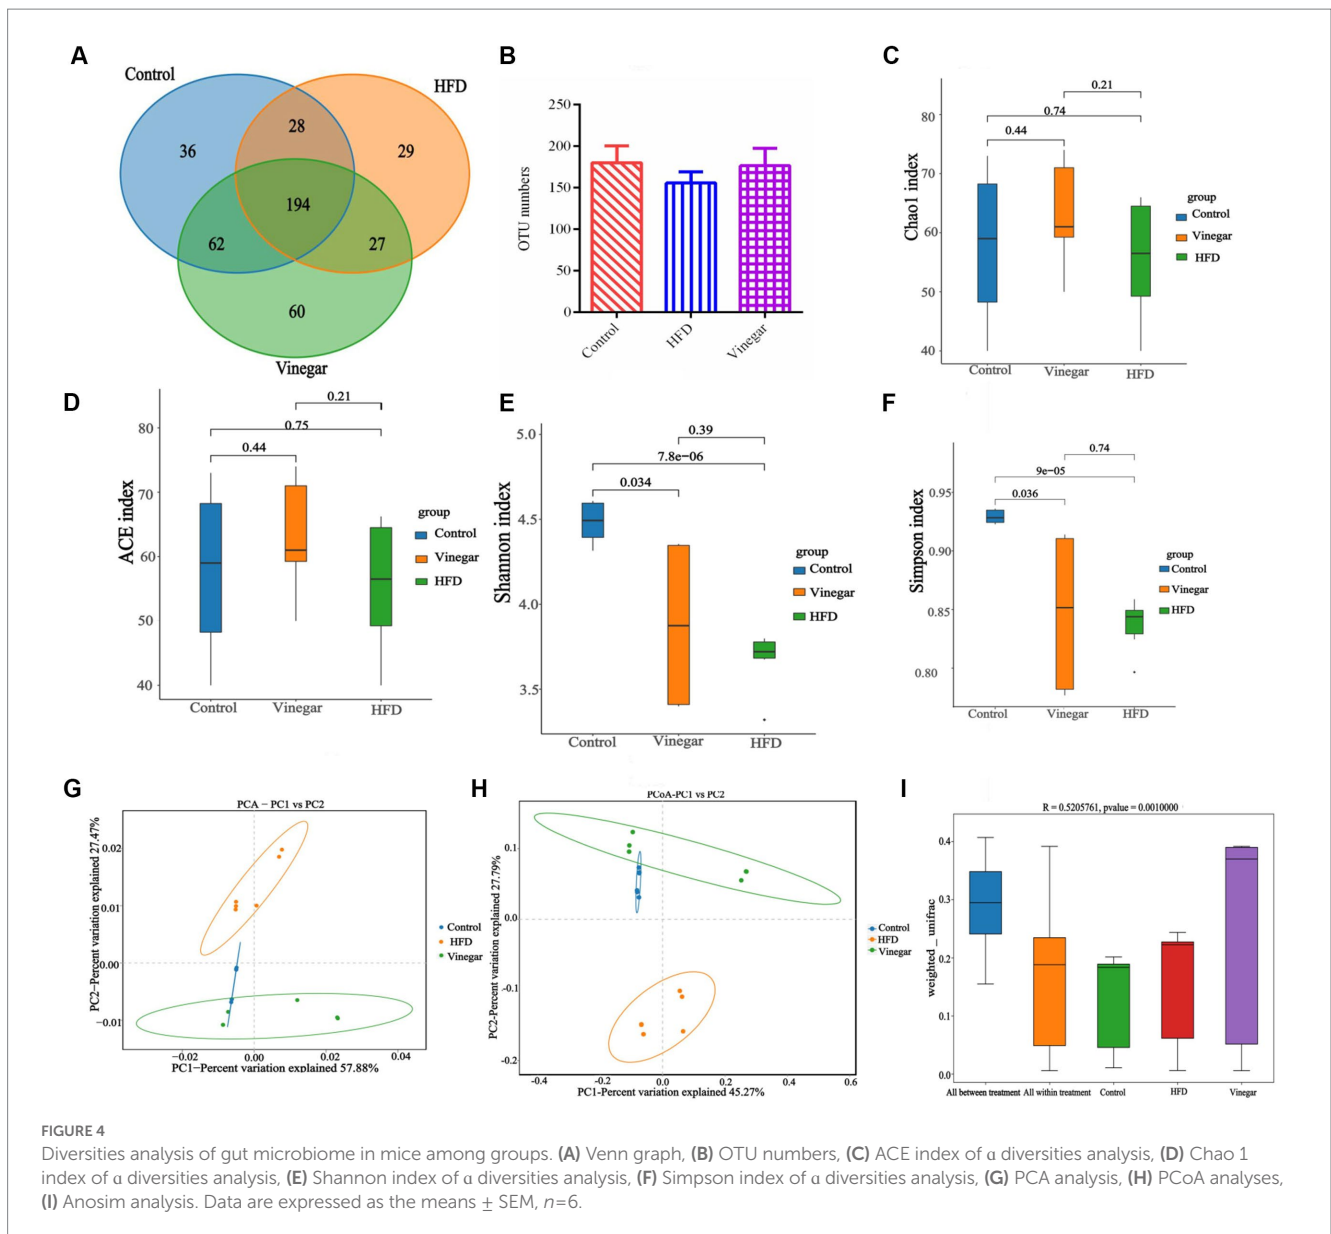 A
Control
HFD
36
28
29
194
62
27
60
Vinegar
B
OTU numbers
250
200
150
100
50
0
Control
HFD
Vinegar
C
Chao1 index
80
70
60
50
40
0.21
0.74
0.44
group
Control
Vinegar
HFD
Control
Vinegar
HFD
D
ACE index
80
70
60
50
40
0.21
0.75
0.44
group
Control
Vinegar
HFD
Control
Vinegar
HFD
E
Shannon index
5.0
4.5
4.0
3.5
0.39
7.8e−06
0.034
group
Control
Vinegar
HFD
Control
Vinegar
HFD
F
Simpson index
0.95
0.90
0.85
0.80
0.74
9e−05
0.036
group
Control
Vinegar
HFD
Control
Vinegar
HFD
G
PCA − PC1 vs PC2
PC2−Percent variation explained 27.47%
0.02
0.01
0.00
−0.01
−0.02
0.00
0.02
0.04
PC1−Percent variation explained 57.88%
Control
HFD
Vinegar
H
PCoA-PC1 vs PC2
PC2-Percent variation explained 27.79%
0.1
0.0
-0.1
-0.2
-0.4
-0.2
0.0
0.2
0.4
0.6
PC1-Percent variation explained 45.27%
Control
HFD
Vinegar
I
R = 0.5205761, pvalue = 0.0010000
weighted_unifrac
0.4
0.3
0.2
0.1
0.0
All between treatment
All within treatment
Control
HFD
Vinegar
FIGURE 4
Diversities analysis of gut microbiome in mice among groups. (A) Venn graph, (B) OTU numbers, (C) ACE index of α diversities analysis, (D) Chao 1
index of α diversities analysis, (E) Shannon index of α diversities analysis, (F) Simpson index of α diversities analysis, (G) PCA analysis, (H) PCoA analyses,
(I) Anosim analysis. Data are expressed as the means ± SEM, n=6.